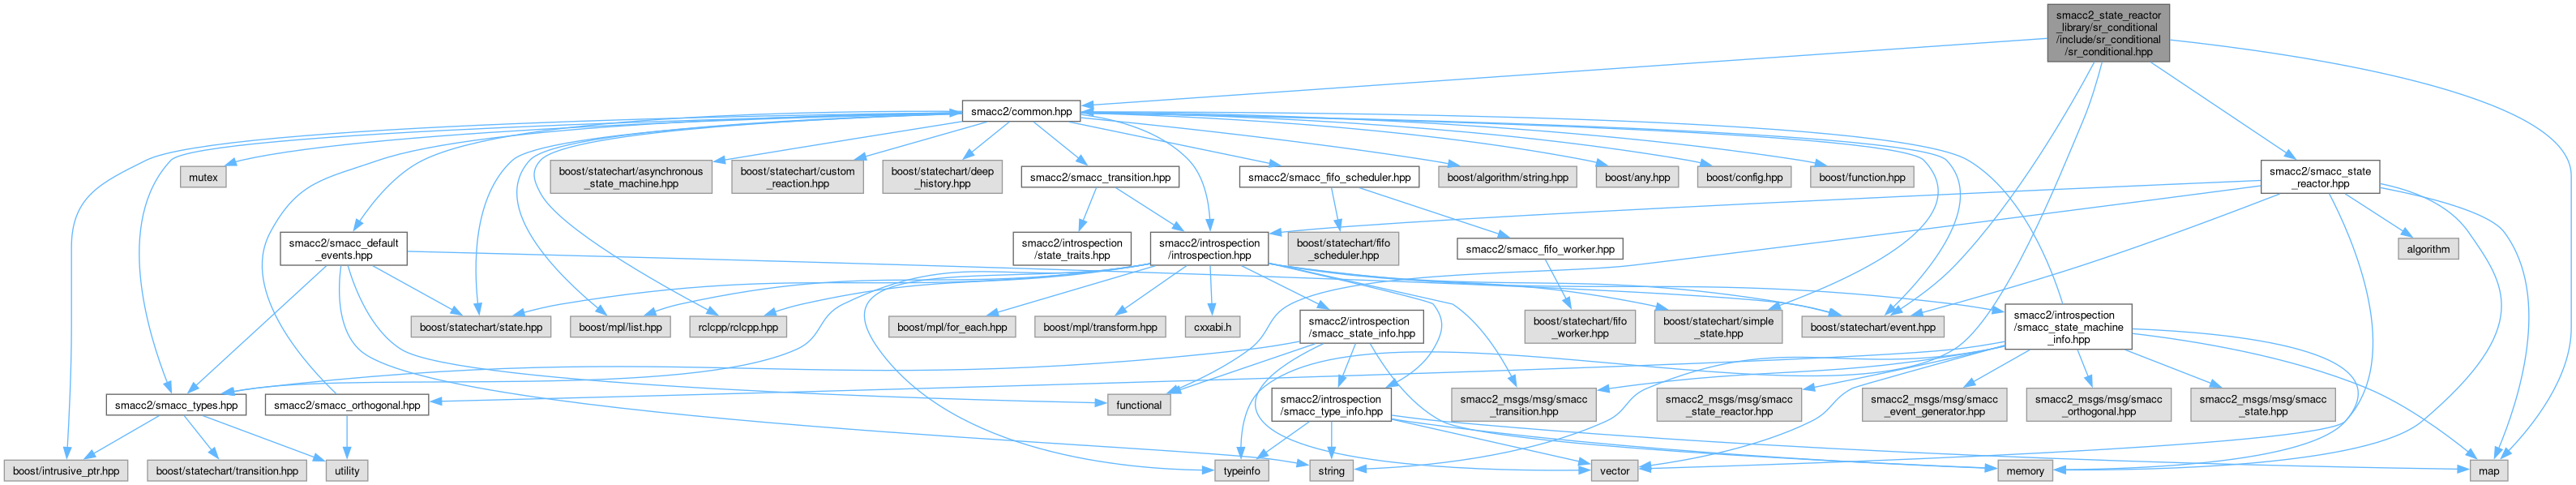 smacc2_state_reactor
_library/sr_conditional
/include/sr_conditional
/sr_conditional.hpp
smacc2/common.hpp
mutex
boost/statechart/asynchronous
_state_machine.hpp
boost/statechart/custom
_reaction.hpp
boost/statechart/deep
_history.hpp
smacc2/smacc_transition.hpp
smacc2/smacc_fifo_scheduler.hpp
boost/algorithm/string.hpp
boost/any.hpp
boost/config.hpp
boost/function.hpp
smacc2/smacc_state
_reactor.hpp
smacc2/smacc_default
_events.hpp
smacc2/introspection
/state_traits.hpp
smacc2/introspection
/introspection.hpp
boost/statechart/fifo
_scheduler.hpp
smacc2/smacc_fifo_worker.hpp
algorithm
boost/statechart/state.hpp
boost/mpl/list.hpp
rclcpp/rclcpp.hpp
boost/mpl/for_each.hpp
boost/mpl/transform.hpp
cxxabi.h
smacc2/introspection
/smacc_state_info.hpp
boost/statechart/fifo
_worker.hpp
boost/statechart/simple
_state.hpp
boost/statechart/event.hpp
smacc2/introspection
/smacc_state_machine
_info.hpp
smacc2/smacc_types.hpp
smacc2/smacc_orthogonal.hpp
functional
smacc2/introspection
/smacc_type_info.hpp
smacc2_msgs/msg/smacc
_transition.hpp
smacc2_msgs/msg/smacc
_state_reactor.hpp
smacc2_msgs/msg/smacc
_event_generator.hpp
smacc2_msgs/msg/smacc
_orthogonal.hpp
smacc2_msgs/msg/smacc
_state.hpp
boost/intrusive_ptr.hpp
boost/statechart/transition.hpp
utility
typeinfo
string
vector
memory
map